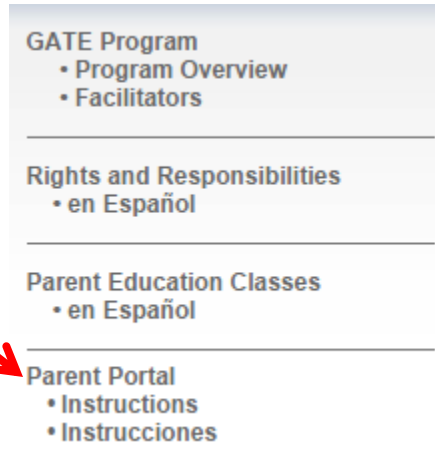 GATE Program
• Program Overview
• Facilitators
Rights and Responsibilities
• en Español
Parent Education Classes
• en Español
Parent Portal
• Instructions
• Instrucciones